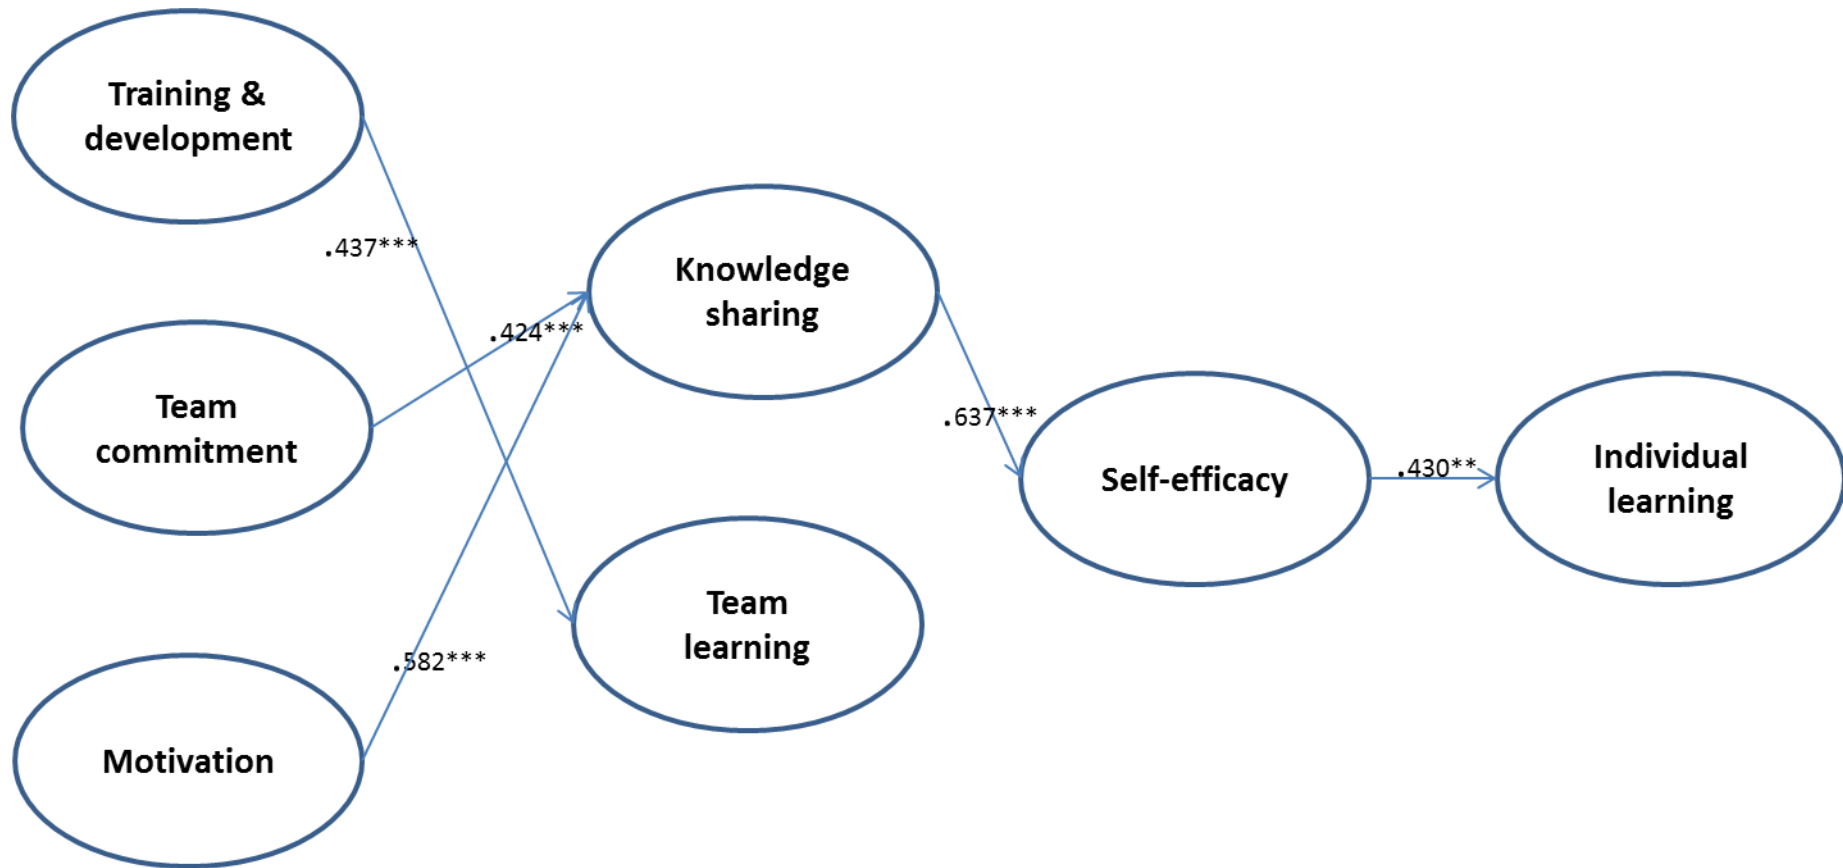 Training &
development
.437***
Team
commitment
.424***
Motivation
.582***
Knowledge
sharing
Team
learning
.637***
Self-efficacy
.430**
Individual
learning